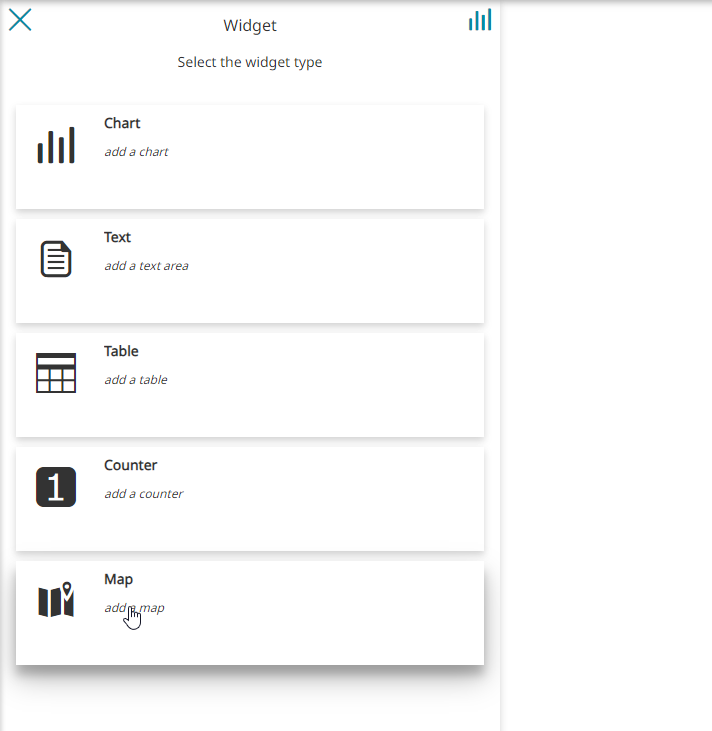 Widget
Select the widget type
Chart
add a chart
Text
add a text area
Table
add a table
1
Counter
add a counter
Map
add a map